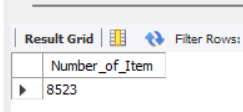 Result Grid Filter Rows:
Number_of_Item
8523